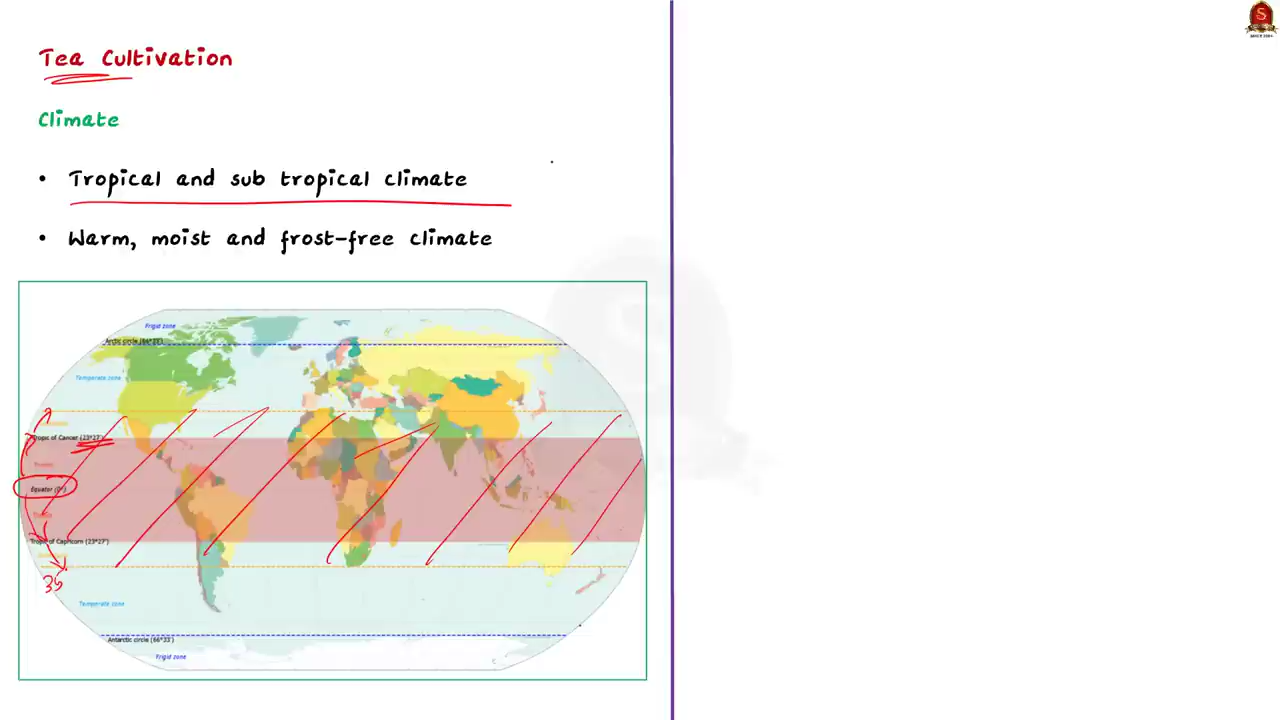 Tea Cultivation
Climate
• Tropical and sub tropical climate
• Warm, moist and frost-free climate
Frigid zone
Arctic circle (66°33')
Temperate zone
Tropic of Cancer (23°27')
Tropic
Equator (0°)
Tropic
Tropic of Capricorn (23°27')
35
Temperate zone
Antarctic circle (66°33')
Frigid zone
S